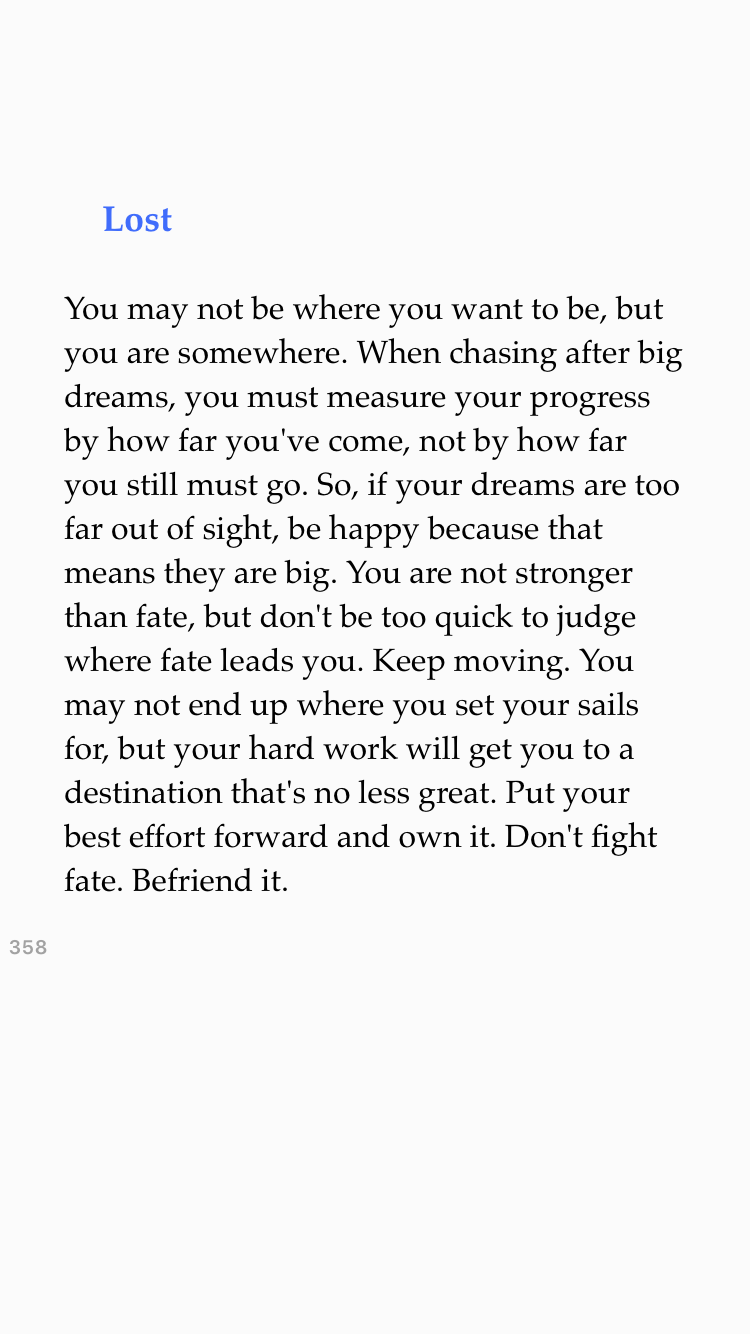 Lost
You may not be where you want to be, but
you are somewhere. When chasing after big
dreams, you must measure your progress
by how far you've come, not by how far
you still must go. So, if your dreams are too
far out of sight, be happy because that
means they are big. You are not stronger
than fate, but don't be too quick to judge
where fate leads you. Keep moving. You
may not end up where you set your sails
for, but your hard work will get you to a
destination that's no less great. Put your
best effort forward and own it. Don't fight
fate. Befriend it.
358